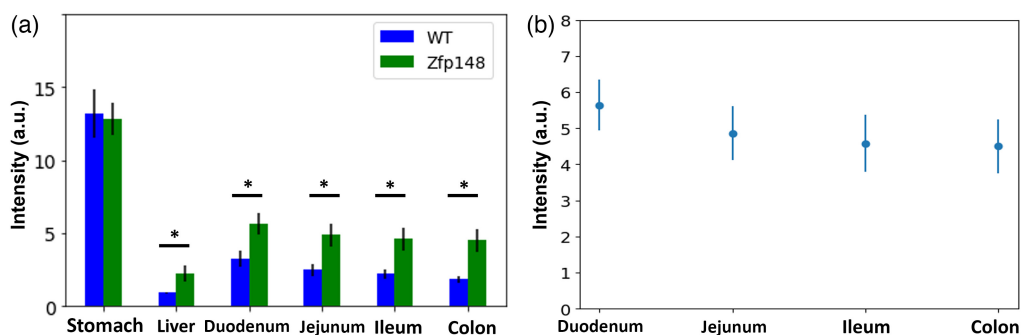 (a)
Intensity (a.u.)
15
10
5
0
WT
Zfp148
*
*
*
*
*
Stomach Liver Duodenum Jejunum Ileum Colon
(b)
Intensity (a.u.)
8
7
6
5
4
3
2
1
0
Duodenum Jejunum Ileum Colon